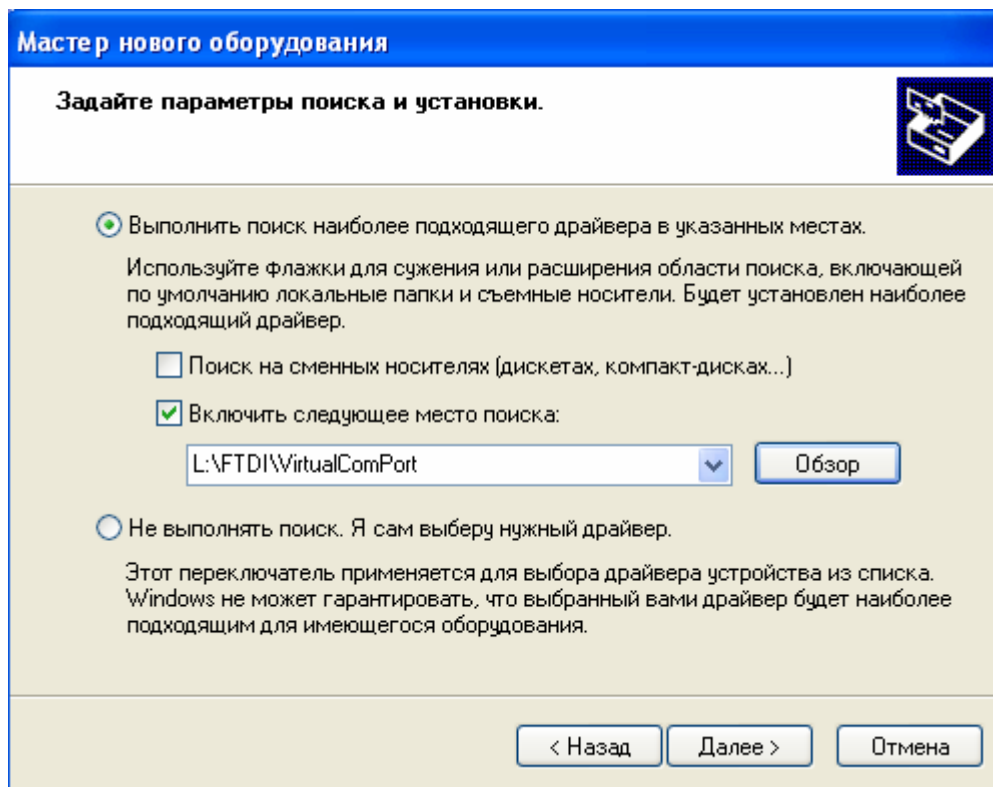 Мастер нового оборудования
Задайте параметры поиска и установки.
Выполнить поиск наиболее подходящего драйвера в указанных местах.
Используйте флажки для сужения или расширения области поиска, включающей
по умолчанию локальные папки и съемные носители. Будет установлен наиболее
подходящий драйвер.
Поиск на сменных носителях (дискетах, компакт-дисках...)
Включить следующее место поиска:
L:\FTDI\VirtualComPort
Обзор
Не выполнять поиск. Я сам выберу нужный драйвер.
Этот переключатель применяется для выбора драйвера устройства из списка.
Windows не может гарантировать, что выбранный вами драйвер будет наиболее
подходящим для имеющегося оборудования.
< Назад
Далее >
Отмена